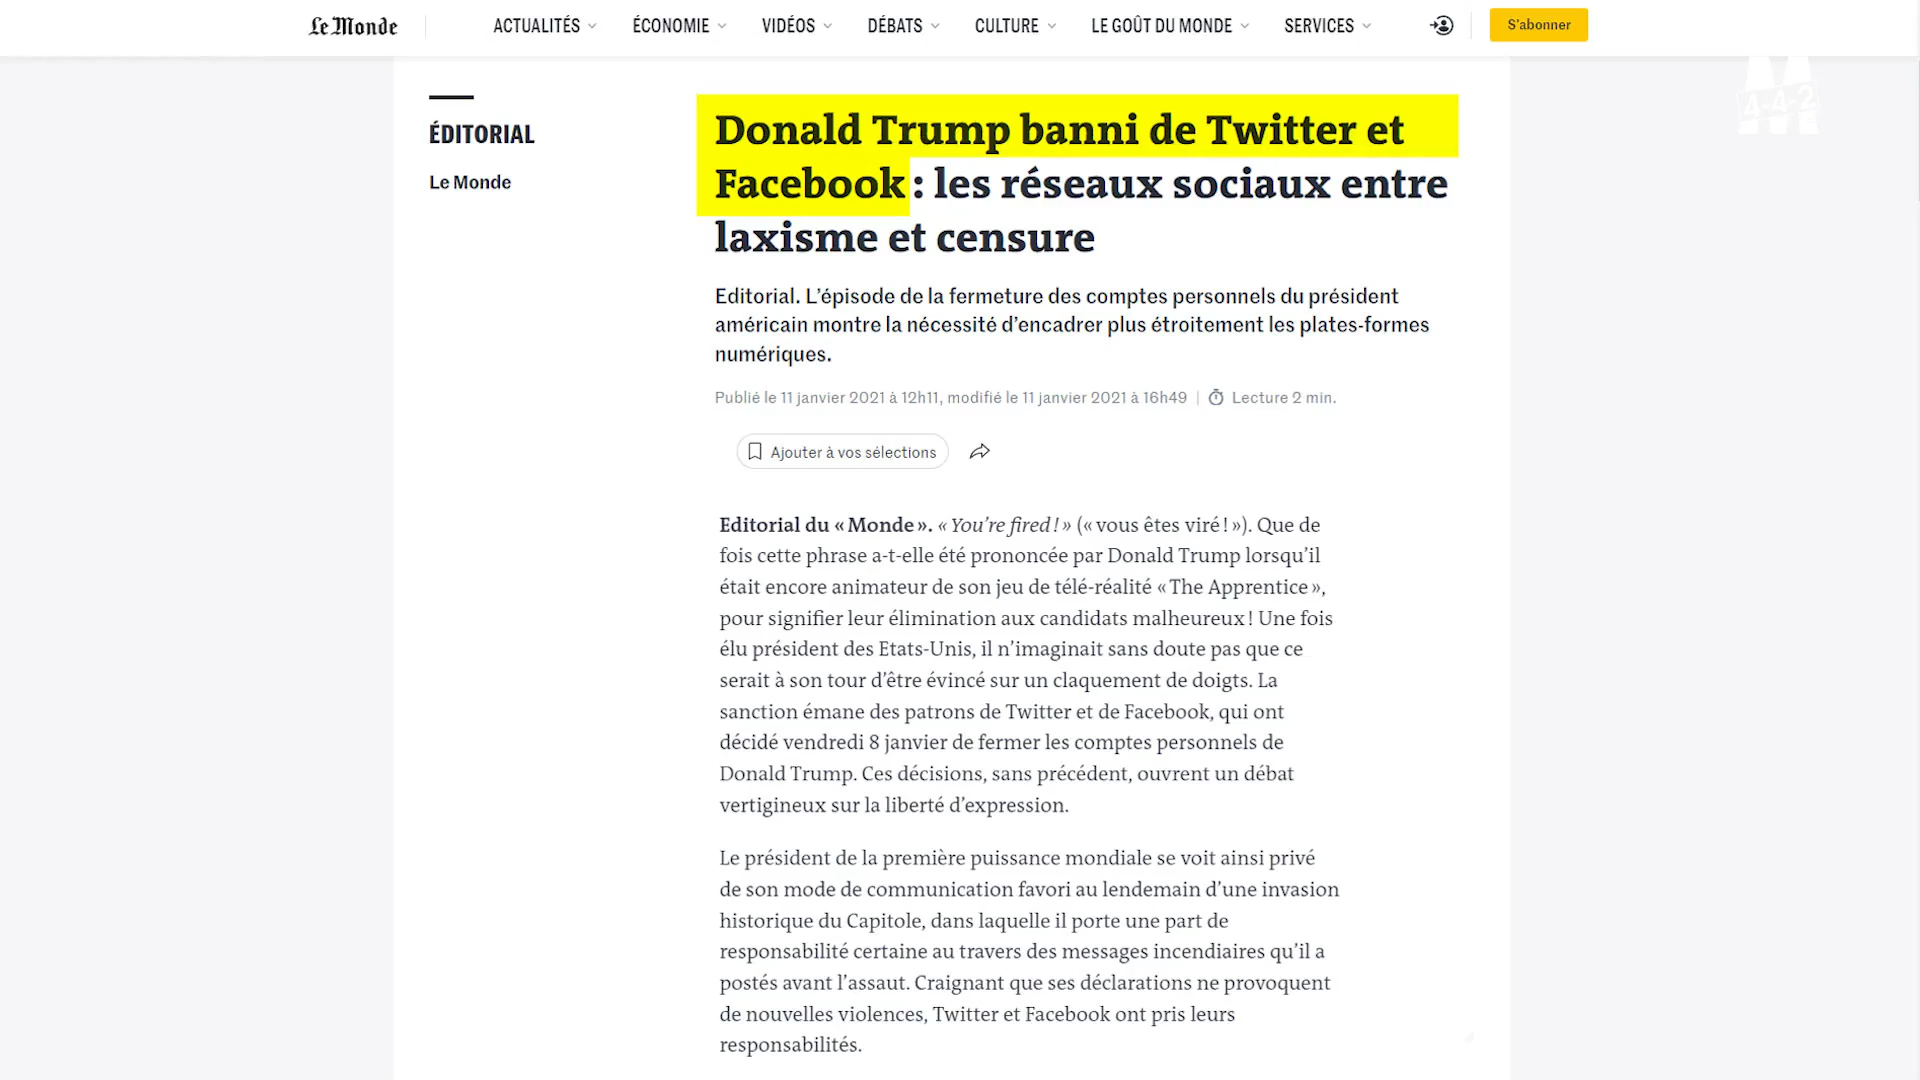 Le Monde
ACTUALITÉS
ÉCONOMIE
VIDÉOS
DÉBATS
CULTURE
LE GOÛT DU MONDE
SERVICES
S'abonner
4-4-2
ÉDITORIAL
Le Monde
Donald Trump banni de Twitter et
Facebook : les réseaux sociaux entre
laxisme et censure
Editorial. L’épisode de la fermeture des comptes personnels du président
américain montre la nécessité d’encadrer plus étroitement les plates-formes
numériques.
Publié le 11 janvier 2021 à 12h11, modifié le 11 janvier 2021 à 16h49 | Lecture 2 min.
Ajouter à vos sélections
Editorial du « Monde ». « You’re fired ! » (« vous êtes viré ! »). Que de
fois cette phrase a-t-elle été prononcée par Donald Trump lorsqu’il
était encore animateur de son jeu de télé-réalité « The Apprentice »,
pour signifier leur élimination aux candidats malheureux ! Une fois
élu président des Etats-Unis, il n’imaginait sans doute pas que ce
serait à son tour d’être évincé sur un claquement de doigts. La
sanction émane des patrons de Twitter et de Facebook, qui ont
décidé vendredi 8 janvier de fermer les comptes personnels de
Donald Trump. Ces décisions, sans précédent, ouvrent un débat
vertigineux sur la liberté d’expression.
Le président de la première puissance mondiale se voit ainsi privé
de son mode de communication favori au lendemain d’une invasion
historique du Capitole, dans laquelle il porte une part de
responsabilité certaine au travers des messages incendiaires qu’il a
postés avant l’assaut. Craignant que ses déclarations ne provoquent
de nouvelles violences, Twitter et Facebook ont pris leurs
responsabilités.